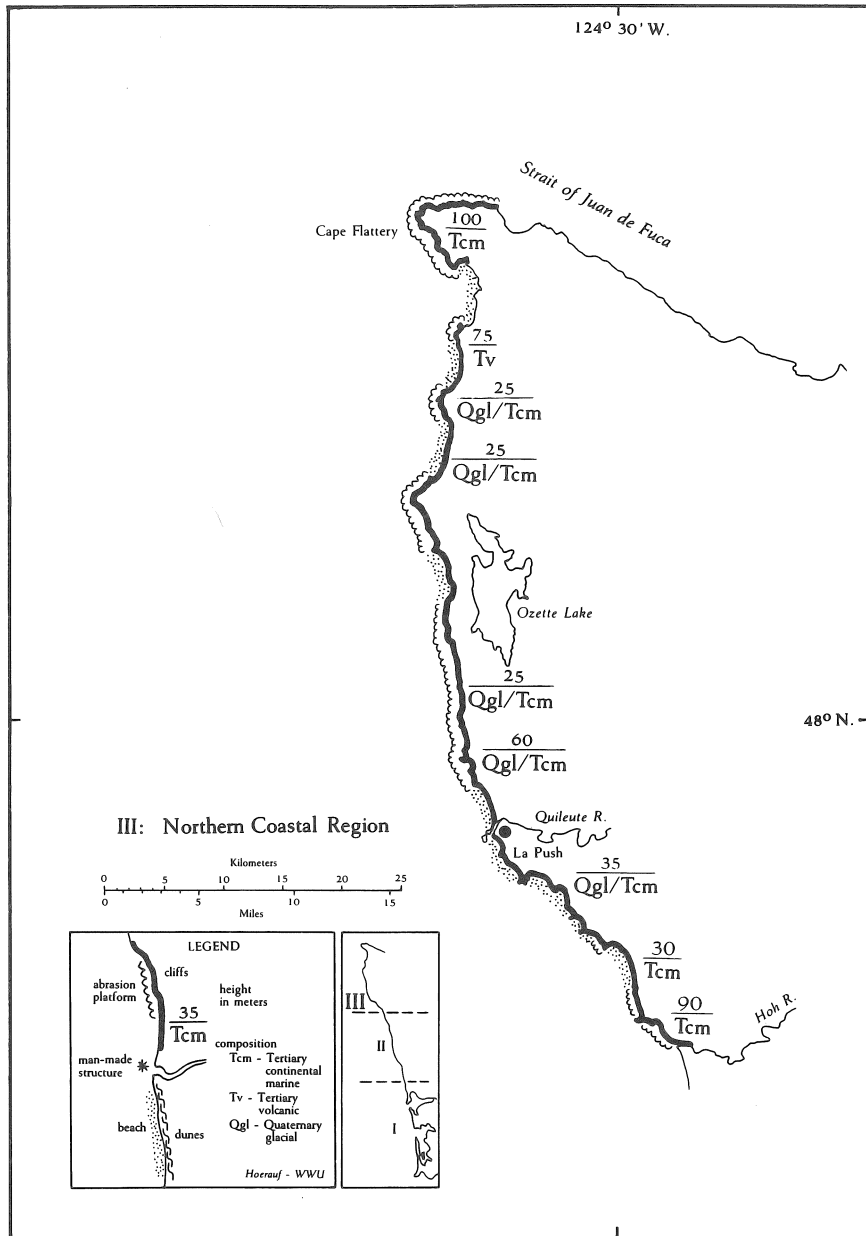 124° 30' W.
Strait of Juan de Fuca
Cape Flattery
100
Tcm
75
Tv
25
Qgl/Tcm
25
Qgl/Tcm
Ozette Lake
25
Qgl/Tcm
48° N.
60
Qgl/Tcm
Quileute R.
La Push
III: Northern Coastal Region
Kilometers
0 5 10 15 20 25
0 5 10 15
Miles
35
Qgl/Tcm
30
Tcm
90
Tcm
Hoh R.
LEGEND
cliffs
abrasion
platform
height
in meters
35
Tcm
composition
man-made
structure
Tcm - Tertiary
continental
marine
Tv - Tertiary
volcanic
Qgl - Quaternary
glacial
beach
dunes
Hoerauf - WWU
III
II
I